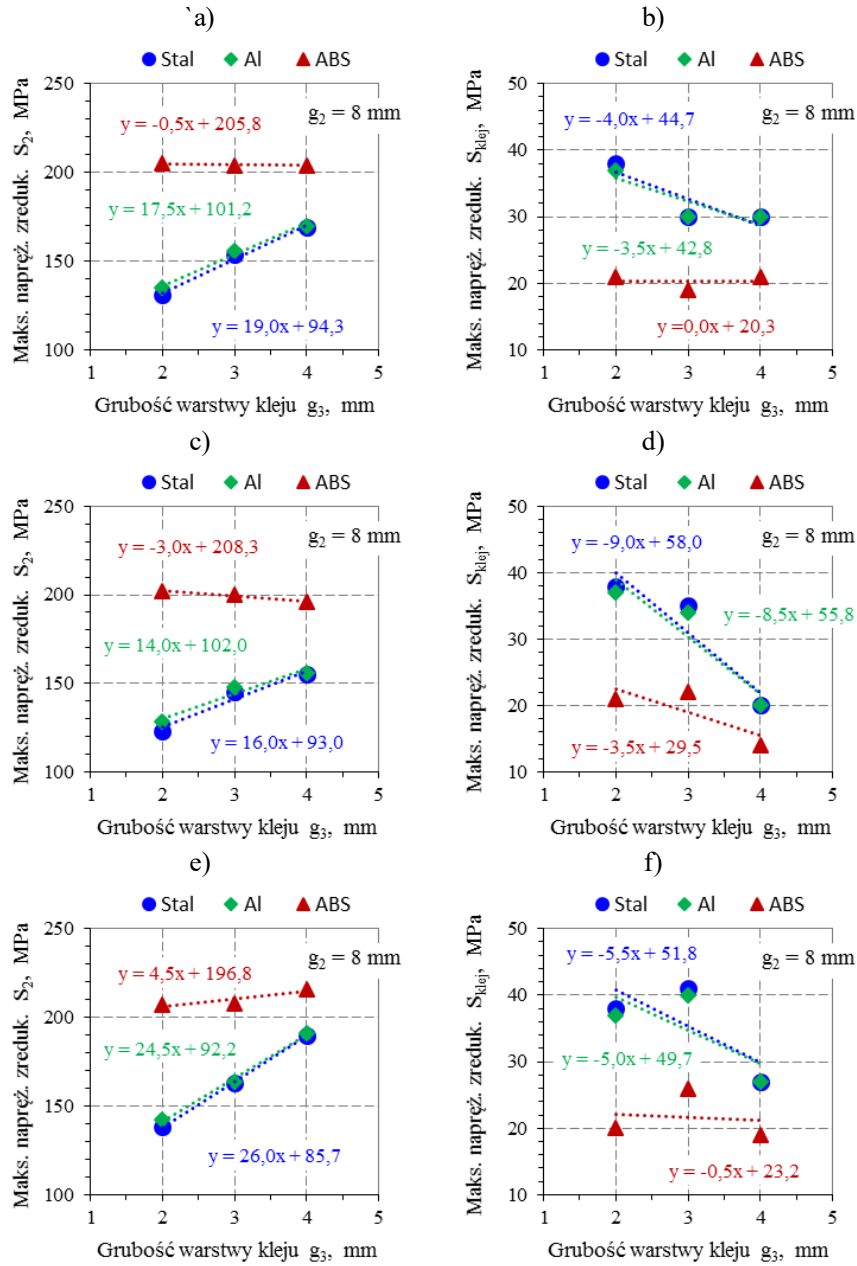 `a)
Stal Al ABS
Maks. napręż. zreduk. S₂, MPa
250
200
150
100
g₂ = 8 mm
y = -0,5x + 205,8
y = 17,5x + 101,2
y = 19,0x + 94,3
1 2 3 4 5
Grubość warstwy kleju g₃, mm
b)
Stal Al ABS
Maks. napręż. zreduk. Sklej, MPa
50
40
30
20
10
g₂ = 8 mm
y = -4,0x + 44,7
y = -3,5x + 42,8
y =0,0x + 20,3
1 2 3 4 5
Grubość warstwy kleju g₃, mm
c)
Stal Al ABS
Maks. napręż. zreduk. S₂, MPa
250
200
150
100
g₂ = 8 mm
y = -3,0x + 208,3
y = 14,0x + 102,0
y = 16,0x + 93,0
1 2 3 4 5
Grubość warstwy kleju g₃, mm
d)
Stal Al ABS
Maks. napręż. zreduk. Sklej, MPa
50
40
30
20
10
g₂ = 8 mm
y = -9,0x + 58,0
y = -8,5x + 55,8
y = -3,5x + 29,5
1 2 3 4 5
Grubość warstwy kleju g₃, mm
e)
Stal Al ABS
Maks. napręż. zreduk. S₂, MPa
250
200
150
100
g₂ = 8 mm
y = 4,5x + 196,8
y = 24,5x + 92,2
y = 26,0x + 85,7
1 2 3 4 5
Grubość warstwy kleju g₃, mm
f)
Stal Al ABS
Maks. napręż. zreduk. Sklej, MPa
50
40
30
20
10
g₂ = 8 mm
y = -5,5x + 51,8
y = -5,0x + 49,7
y = -0,5x + 23,2
1 2 3 4 5
Grubość warstwy kleju g₃, mm